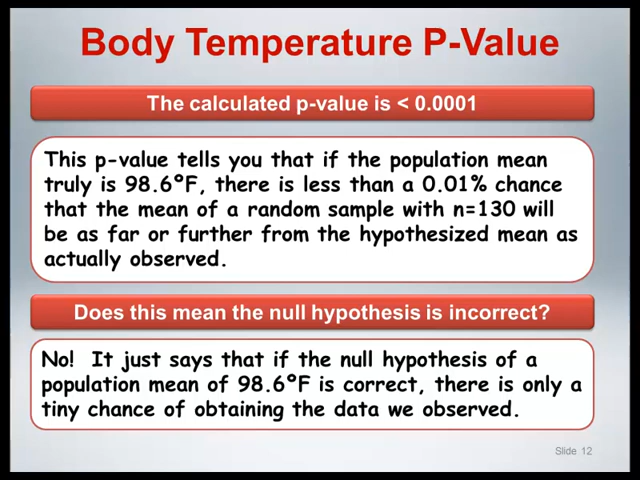 Body Temperature P-Value
The calculated p-value is < 0.0001
This p-value tells you that if the population mean
truly is 98.6°F, there is less than a 0.01% chance
that the mean of a random sample with n=130 will
be as far or further from the hypothesized mean as
actually observed.
Does this mean the null hypothesis is incorrect?
No!  It just says that if the null hypothesis of a
population mean of 98.6°F is correct, there is only a
tiny chance of obtaining the data we observed.
Slide 12